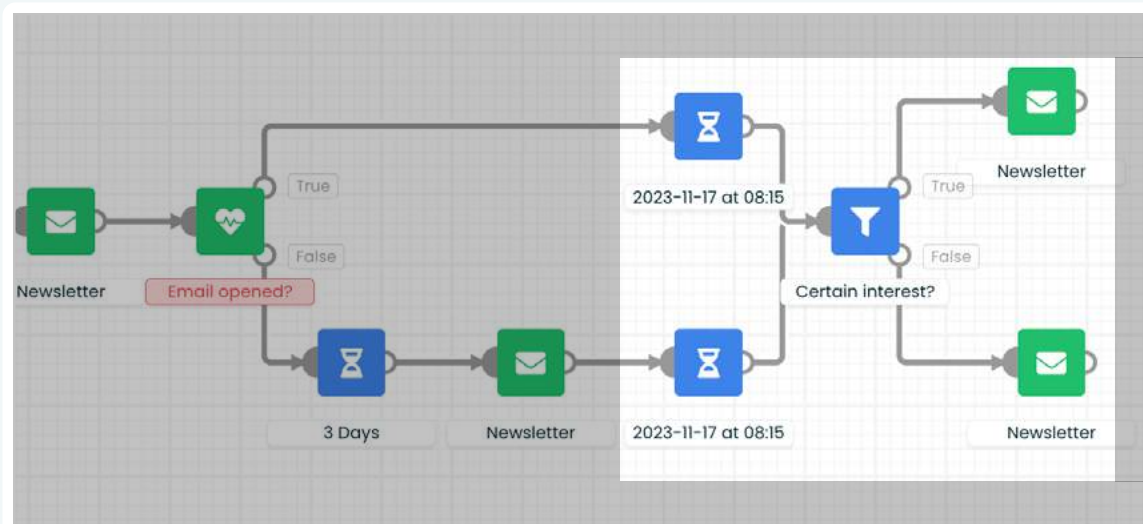 Newsletter
True
2023-11-17 at 08:15
True
Newsletter
False
False
Email opened?
Certain interest?
3 Days
Newsletter
2023-11-17 at 08:15
Newsletter